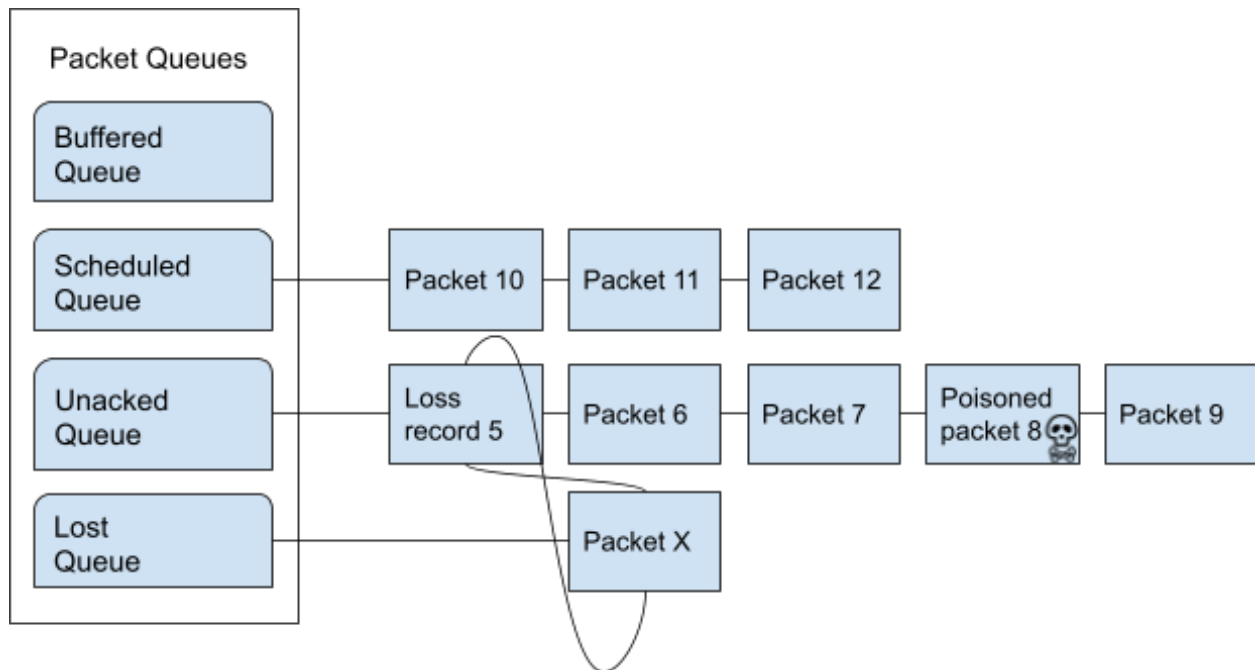 Packet Queues
Buffered
Queue
Scheduled
Queue
Packet 10
Packet 11
Packet 12
Unacked
Queue
Loss
record 5
Packet 6
Packet 7
Poisoned
packet 8
Packet 9
Lost
Queue
Packet X